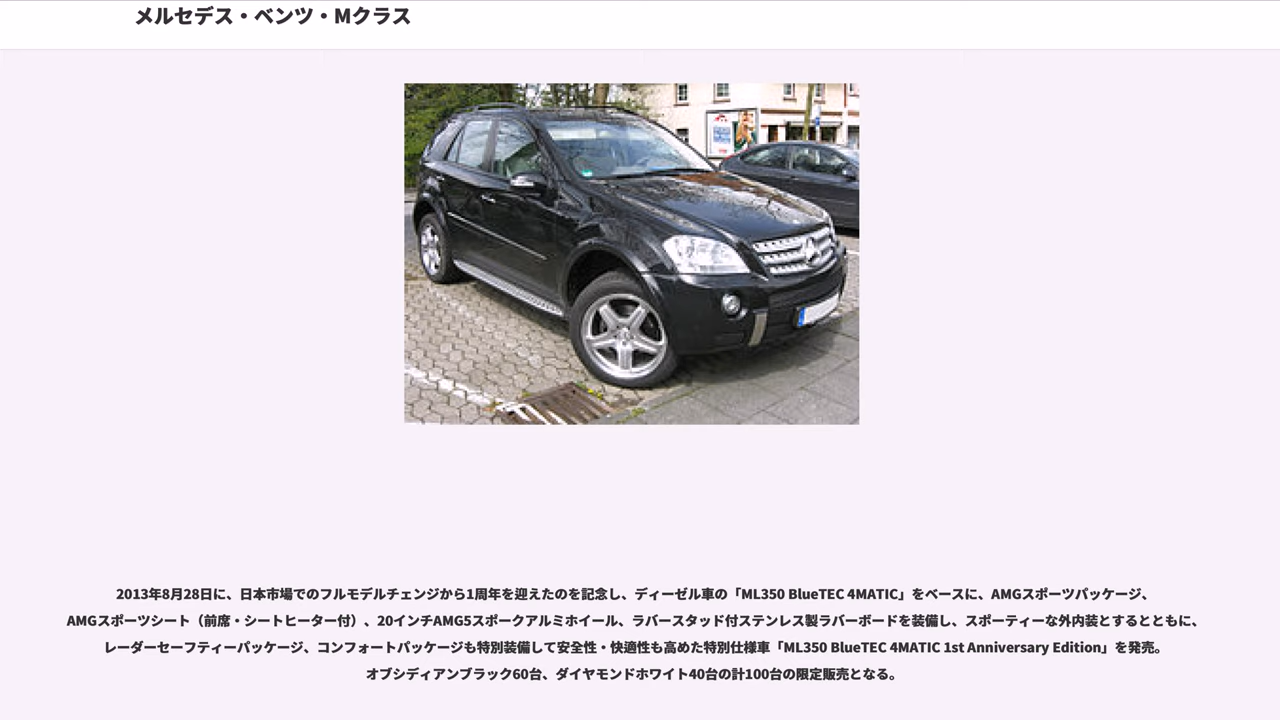 メルセデス・ベンツ・Mクラス
2013年8月28日に、日本市場でのフルモデルチェンジから1周年を迎えたのを記念し、ディーゼル車の「ML350 BlueTEC 4MATIC」をベースに、AMGスポーツパッケージ、
AMGスポーツシート（前席・シートヒーター付）、20インチAMG5スポークアルミホイール、ラバースタッド付ステンレス製ラバーボードを装備し、スポーティーな外内装とするとともに、
レーダーセーフティーパッケージ、コンフォートパッケージも特別装備して安全性・快適性も高めた特別仕様車「ML350 BlueTEC 4MATIC 1st Anniversary Edition」を発売。
オブシディアンブラック60台、ダイヤモンドホワイト40台の計100台の限定販売となる。